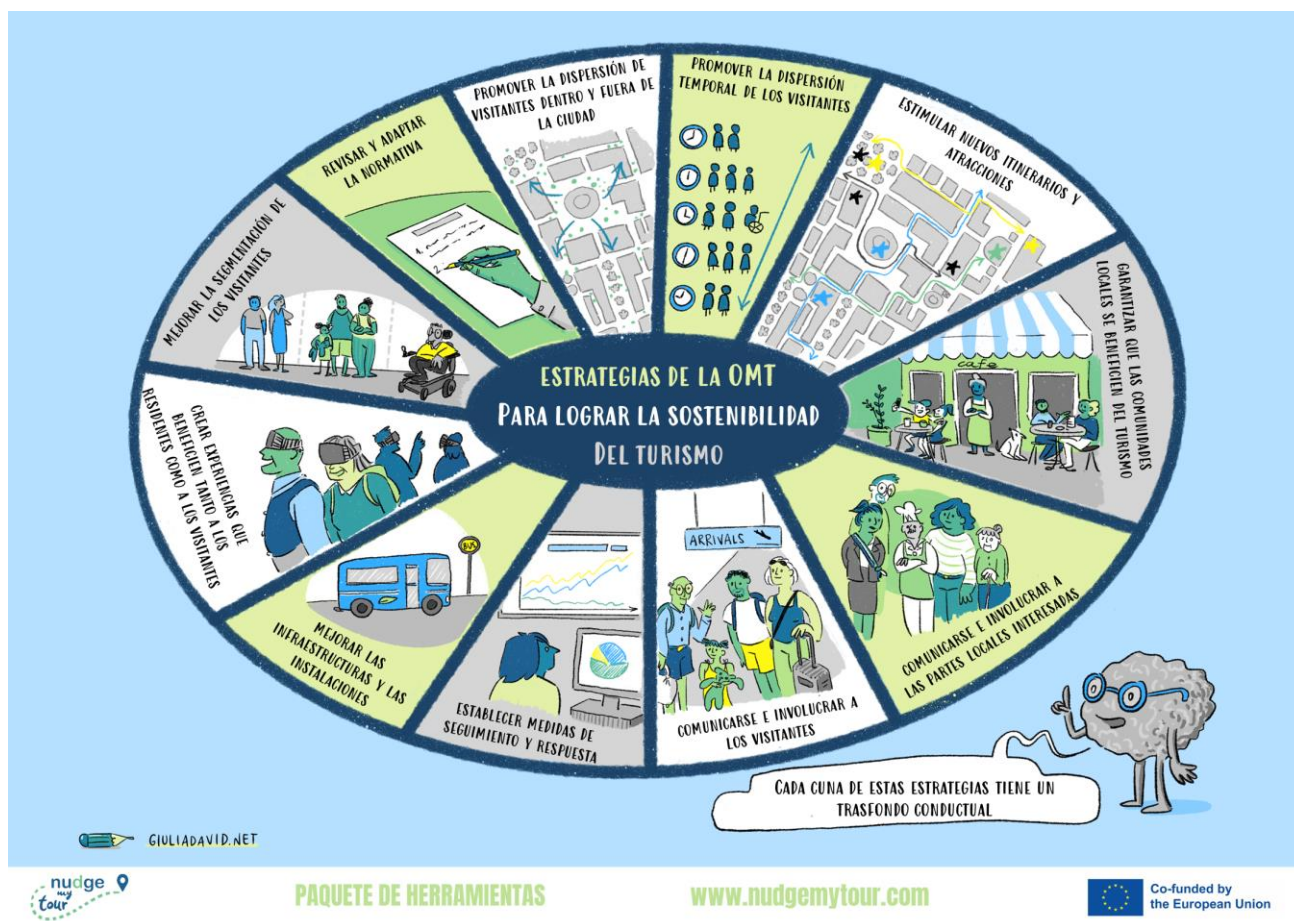 PROMOVER LA DISPERSIÓN DE
VISITANTES DENTRO Y FUERA DE
LA CIUDAD
PROMOVER LA DISPERSIÓN
TEMPORAL DE LOS VISITANTES
ESTIMULAR NUEVOS ITINERARIOS Y
ATRACCIONES
GARANTIZAR QUE LAS COMUNIDADES
LOCALES SE BENEFICIEN DEL TURISMO
cafe
COMUNICARSE E INVOLUCRAR A
LAS PARTES LOCALES INTERESADAS
ARRIVALS
COMUNICARSE E INVOLUCRAR A
LOS VISITANTES
ESTABLECER MEDIDAS DE
SEGUIMIENTO Y RESPUESTA
BUS
MEJORAR LAS
INFRAESTRUCTURAS Y LAS
INSTALACIONES
CREAR EXPERIENCIAS QUE
BENEFICIEN TANTO A LOS
RESIDENTES COMO A LOS VISITANTES
MEJORAR LA SEGMENTACIÓN DE
LOS VISITANTES
REVISAR Y ADAPTAR
LA NORMATIVA
ESTRATEGIAS DE LA OMT
PARA LOGRAR LA SOSTENIBILIDAD
DEL TURISMO
CADA CUNA DE ESTAS ESTRATEGIAS TIENE UN
TRASFONDO CONDUCTUAL
GIULIADAVID.NET
nudge
my
tour
PAQUETE DE HERRAMIENTAS
www.nudgemytour.com
Co-funded by
the European Union